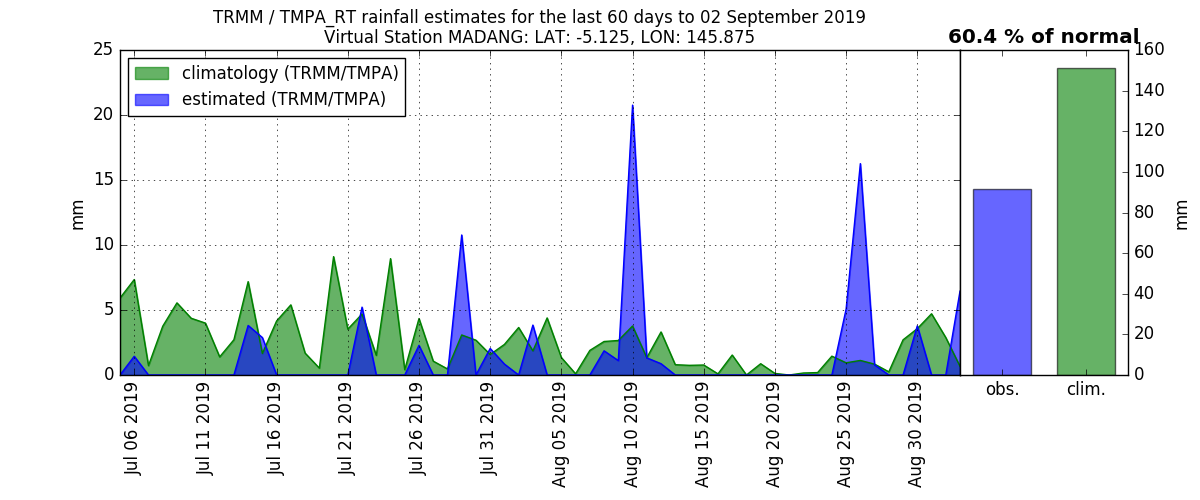 TRMM / TMPA_RT rainfall estimates for the last 60 days to 02 September 2019
Virtual Station MADANG: LAT: -5.125, LON: 145.875
60.4 % of normal
climatology (TRMM/TMPA)
estimated (TRMM/TMPA)
25
20
15
10
5
0
mm
Jul 06 2019
Jul 11 2019
Jul 16 2019
Jul 21 2019
Jul 26 2019
Jul 31 2019
Aug 05 2019
Aug 10 2019
Aug 15 2019
Aug 20 2019
Aug 25 2019
Aug 30 2019
obs.
clim.
160
140
120
100
80
60
40
20
0
mm